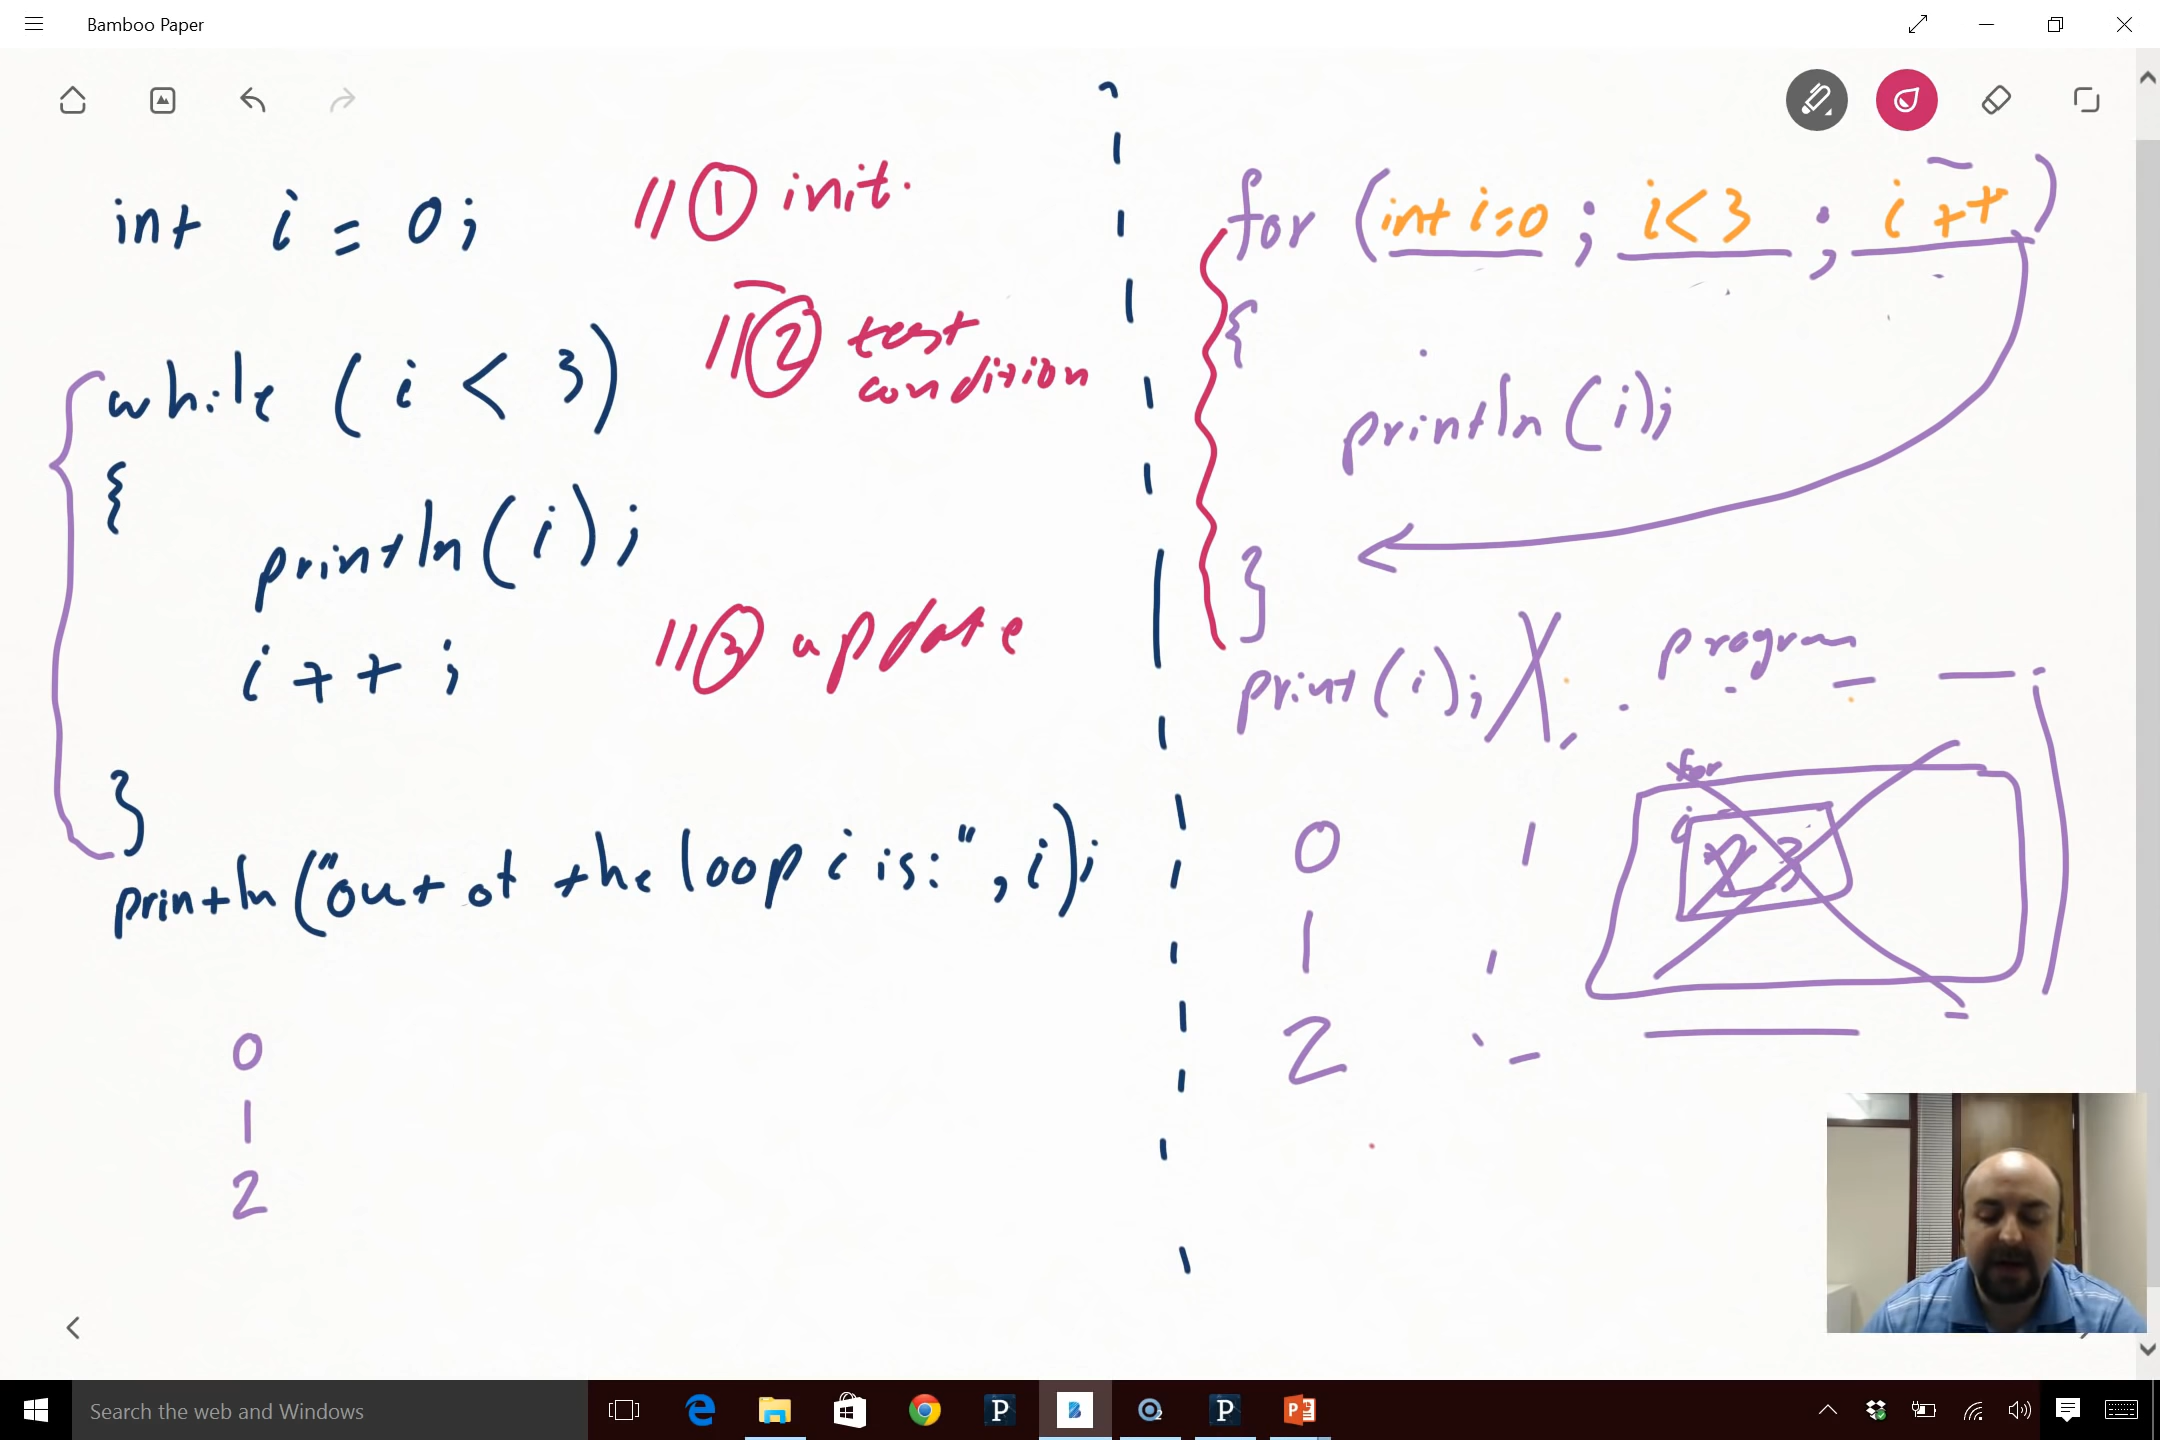 Bamboo Paper
int i = 0; // ① init.
while ( i < 3) // ② test condition
{
println(i);
i++; // ③ update
}
println("out of the loop i is:", i);
0
1
2
for (int i=0; i<3; i++)
{
println(i);
}
print(i); X
program
for
i
0 1
1
2
Search the web and Windows